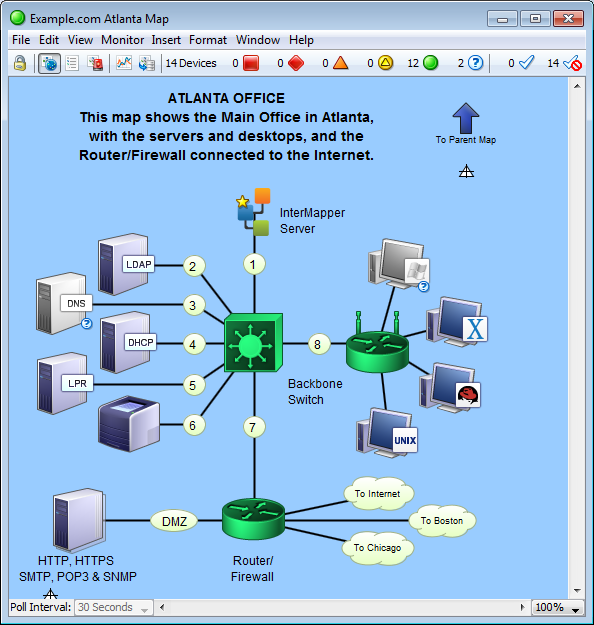 Example.com Atlanta Map
File Edit View Monitor Insert Format Window Help
14 Devices 0 0 0 0 12 2 ? 0 14
ATLANTA OFFICE
This map shows the Main Office in Atlanta,
with the servers and desktops, and the
Router/Firewall connected to the Internet.
To Parent Map
InterMapper
Server
1
LDAP
2
DNS
?
3
DHCP
4
LPR
5
6
8
?
X
UNIX
Backbone
Switch
7
To Internet
DMZ
To Boston
To Chicago
HTTP, HTTPS
SMTP, POP3 & SNMP
Router/
Firewall
Poll Interval: 30 Seconds
100%